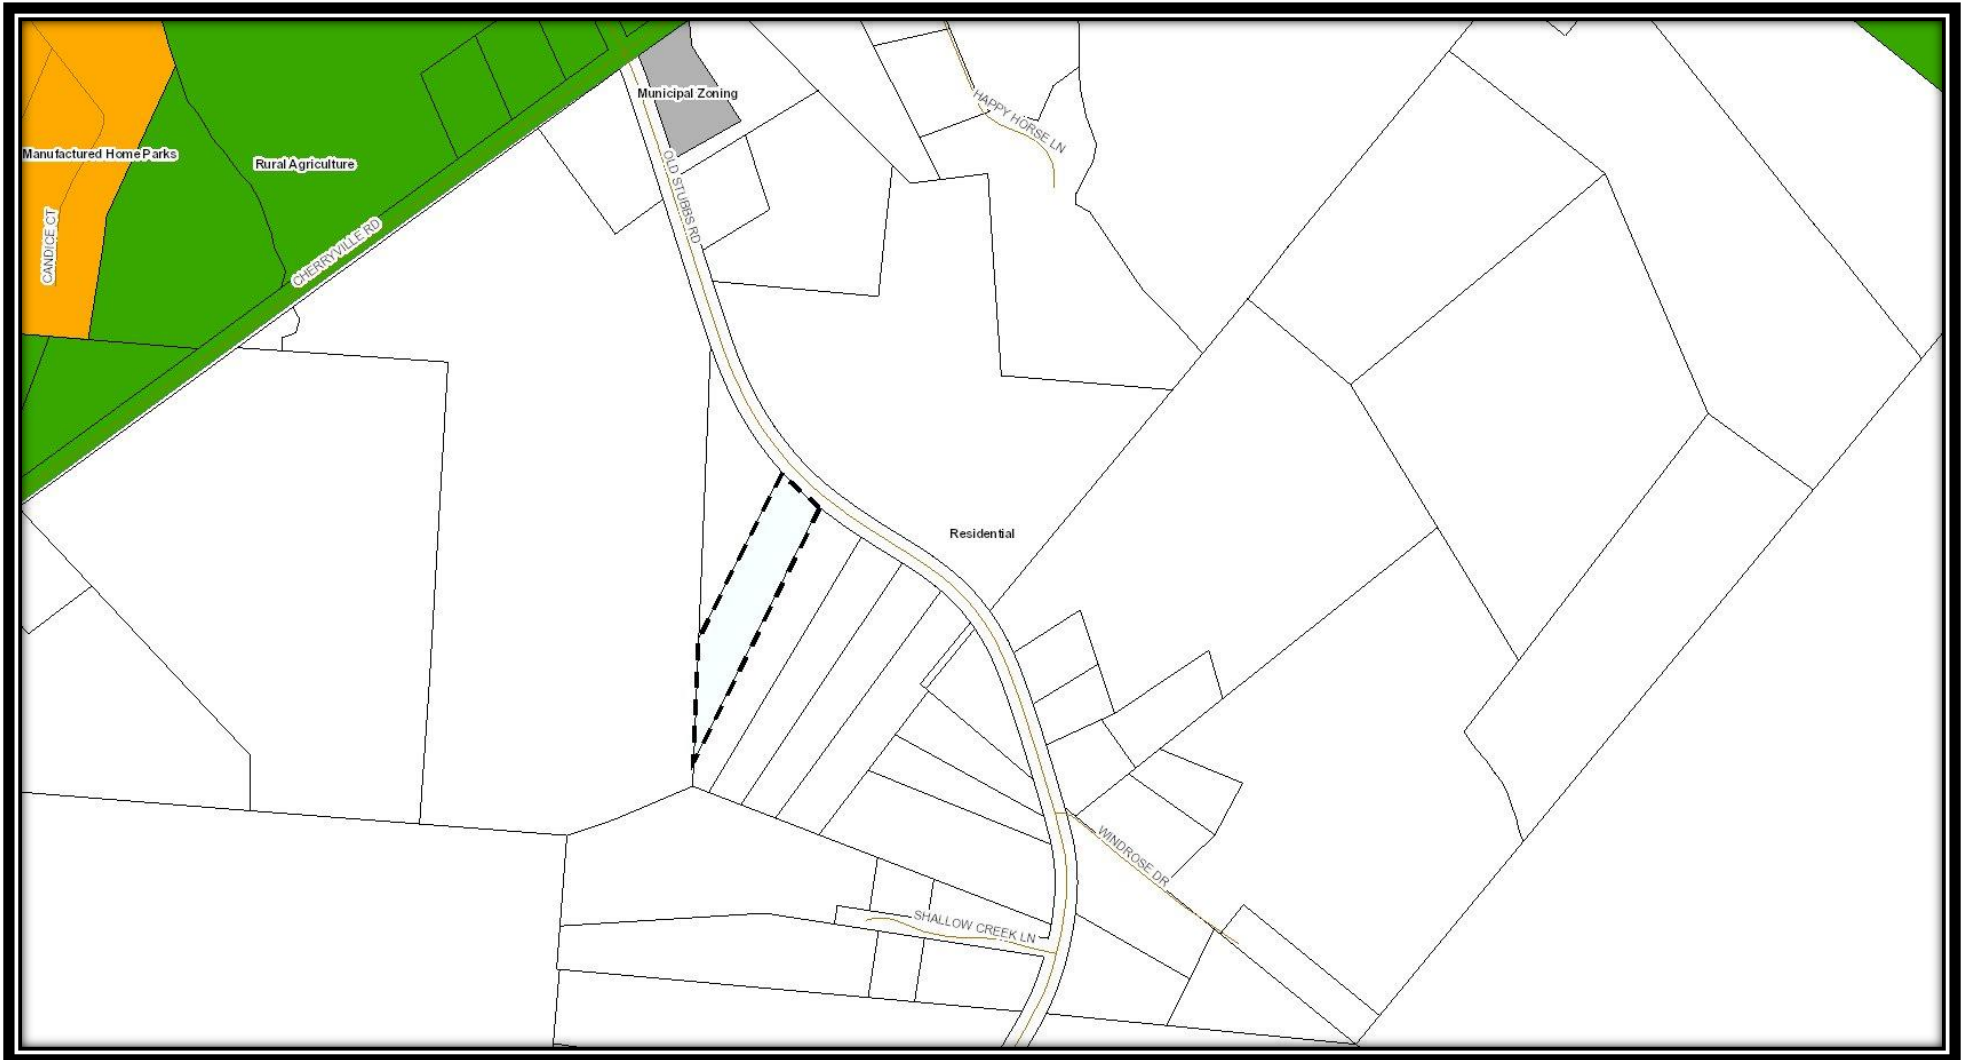 Municipal Zoning
HAPPY HORSE LN
Manufactured Home Parks
Rural Agriculture
OLD STUBBS RD
CANDICE CT
CHERRYVILLE RD
Residential
WINDROSE DR
SHALLOW CREEK LN